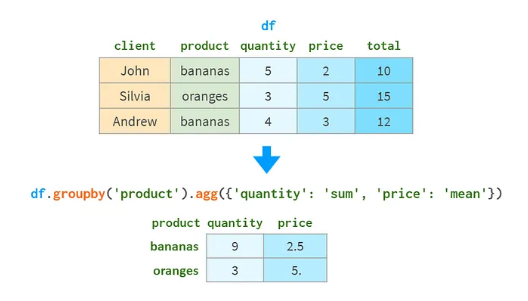 df
client product quantity price total
John bananas 5 2 10
Silvia oranges 3 5 15
Andrew bananas 4 3 12
df.groupby('product').agg({'quantity': 'sum', 'price': 'mean'})
product quantity price
bananas 9 2.5
oranges 3 5.